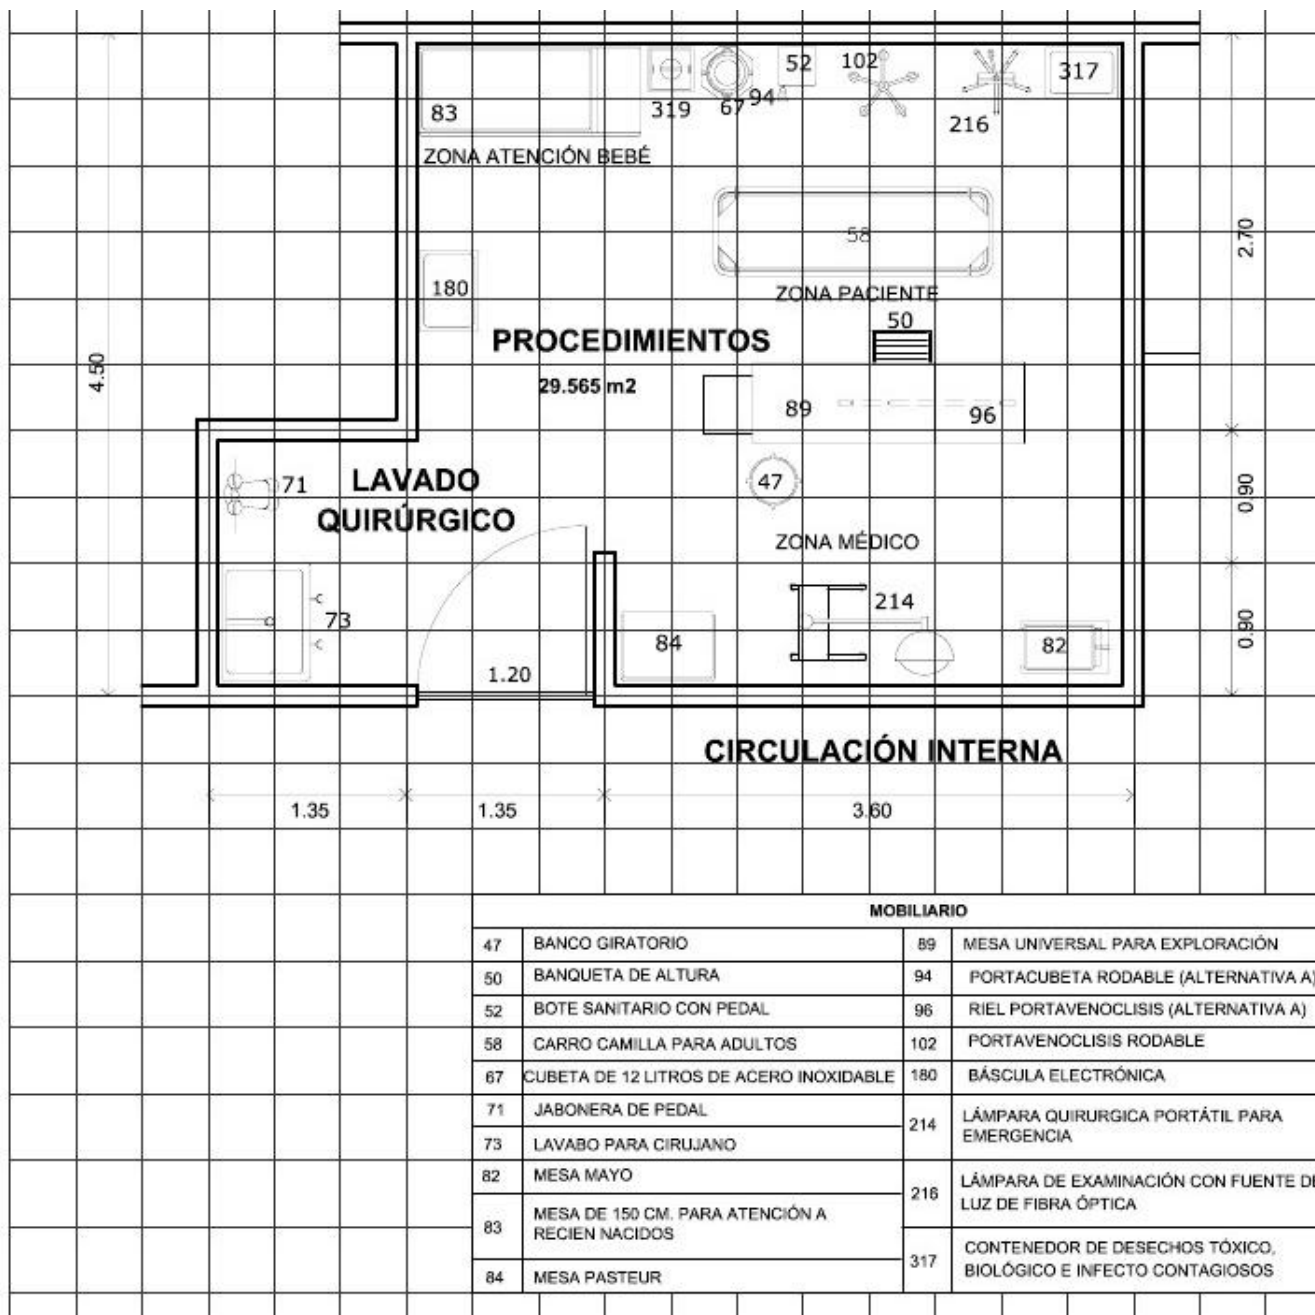 83
319
67
94
52
102
216
317
ZONA ATENCIÓN BEBÉ
58
2.70
180
ZONA PACIENTE
50
PROCEDIMIENTOS
29.565 m2
4.50
89
96
71
LAVADO
QUIRÚRGICO
47
0.90
ZONA MÉDICO
73
214
84
82
0.90
1.20
CIRCULACIÓN INTERNA
1.35
1.35
3.60
MOBILIARIO
47 BANCO GIRATORIO
50 BANQUETA DE ALTURA
52 BOTE SANITARIO CON PEDAL
58 CARRO CAMILLA PARA ADULTOS
67 CUBETA DE 12 LITROS DE ACERO INOXIDABLE
71 JABONERA DE PEDAL
73 LAVABO PARA CIRUJANO
82 MESA MAYO
83 MESA DE 150 CM. PARA ATENCIÓN A
RECIEN NACIDOS
84 MESA PASTEUR
89 MESA UNIVERSAL PARA EXPLORACIÓN
94 PORTACUBETA RODABLE (ALTERNATIVA A)
96 RIEL PORTAVENOCLISIS (ALTERNATIVA A)
102 PORTAVENOCLISIS RODABLE
180 BÁSCULA ELECTRÓNICA
214 LÁMPARA QUIRURGICA PORTÁTIL PARA
EMERGENCIA
216 LÁMPARA DE EXAMINACIÓN CON FUENTE DE
LUZ DE FIBRA ÓPTICA
317 CONTENEDOR DE DESECHOS TÓXICO,
BIOLÓGICO E INFECTO CONTAGIOSOS